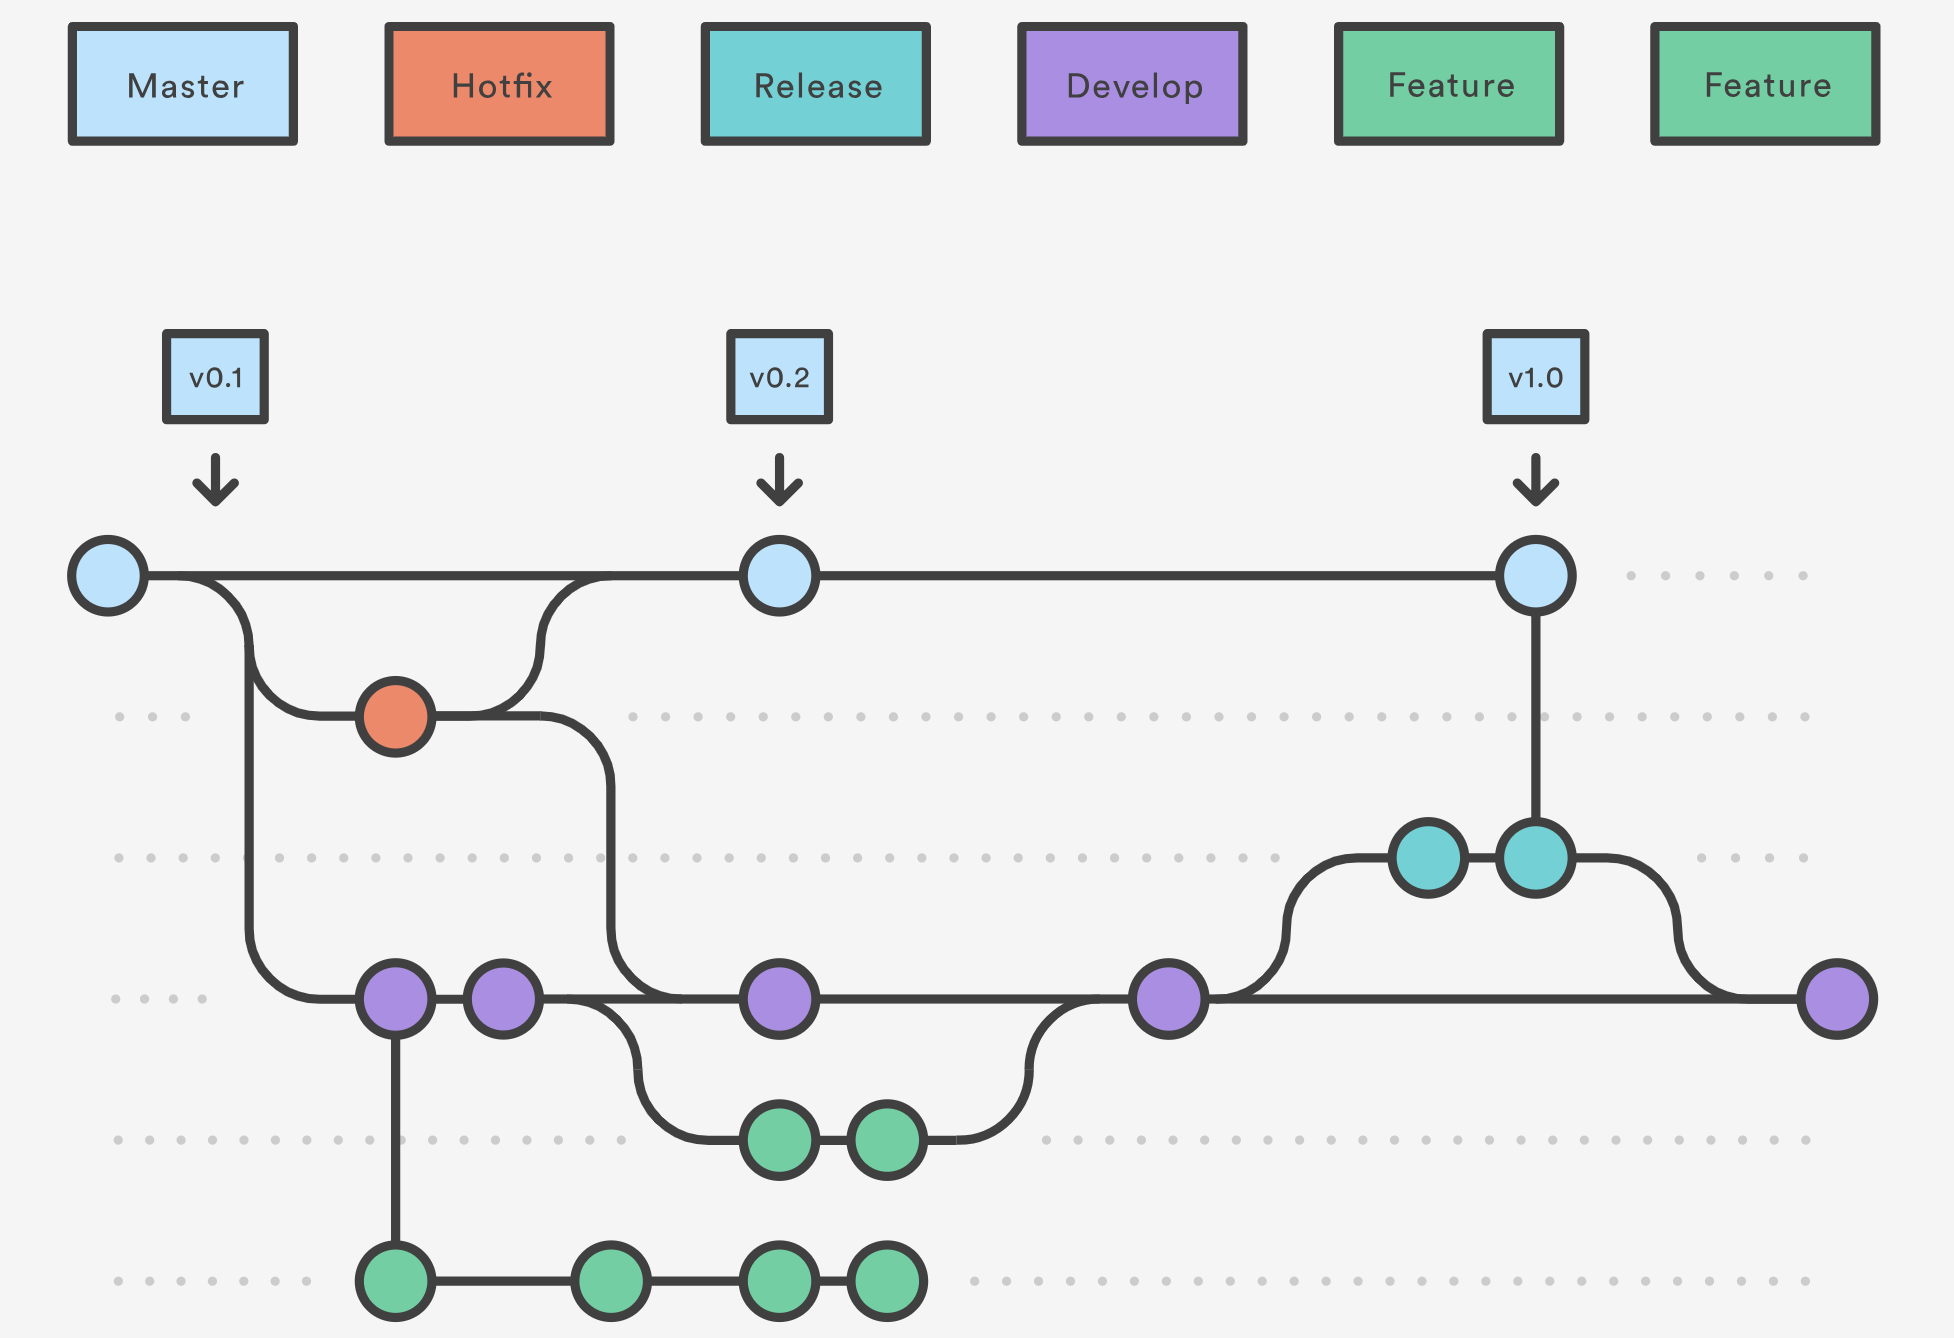 Master
Hotfix
Release
Develop
Feature
Feature
v0.1
v0.2
v1.0